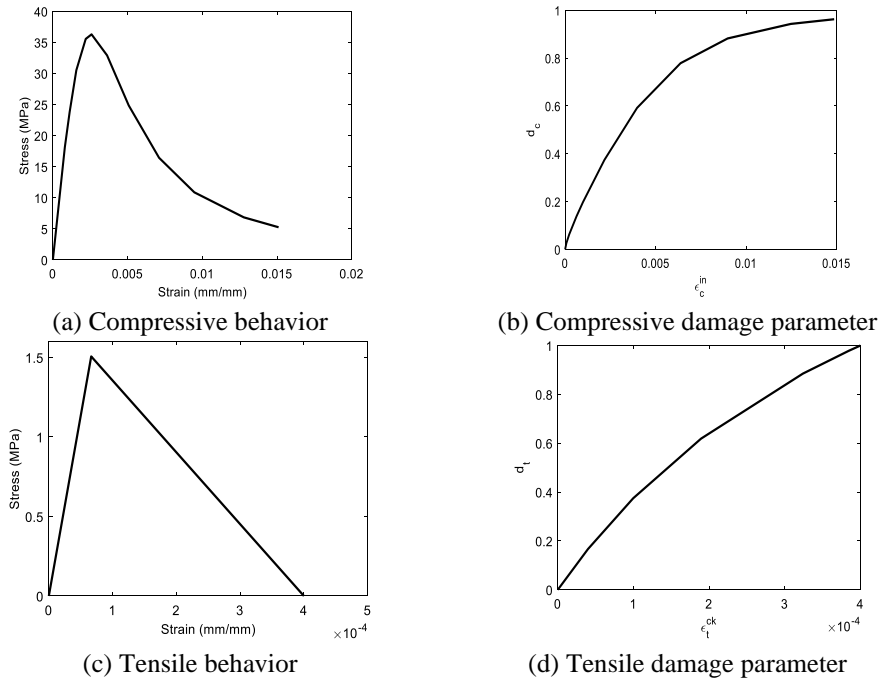 40
35
30
25
20
15
10
5
0
Stress (MPa)
0 0.005 0.01 0.015 0.02
Strain (mm/mm)
(a) Compressive behavior
1
0.8
0.6
0.4
0.2
0
d_c
0 0.005 0.01 0.015
ϵ_c^in
(b) Compressive damage parameter
1.5
1
0.5
0
Stress (MPa)
0 1 2 3 4 5
Strain (mm/mm) ×10^-4
(c) Tensile behavior
1
0.8
0.6
0.4
0.2
0
d_t
0 1 2 3 4
ϵ_t^ck ×10^-4
(d) Tensile damage parameter